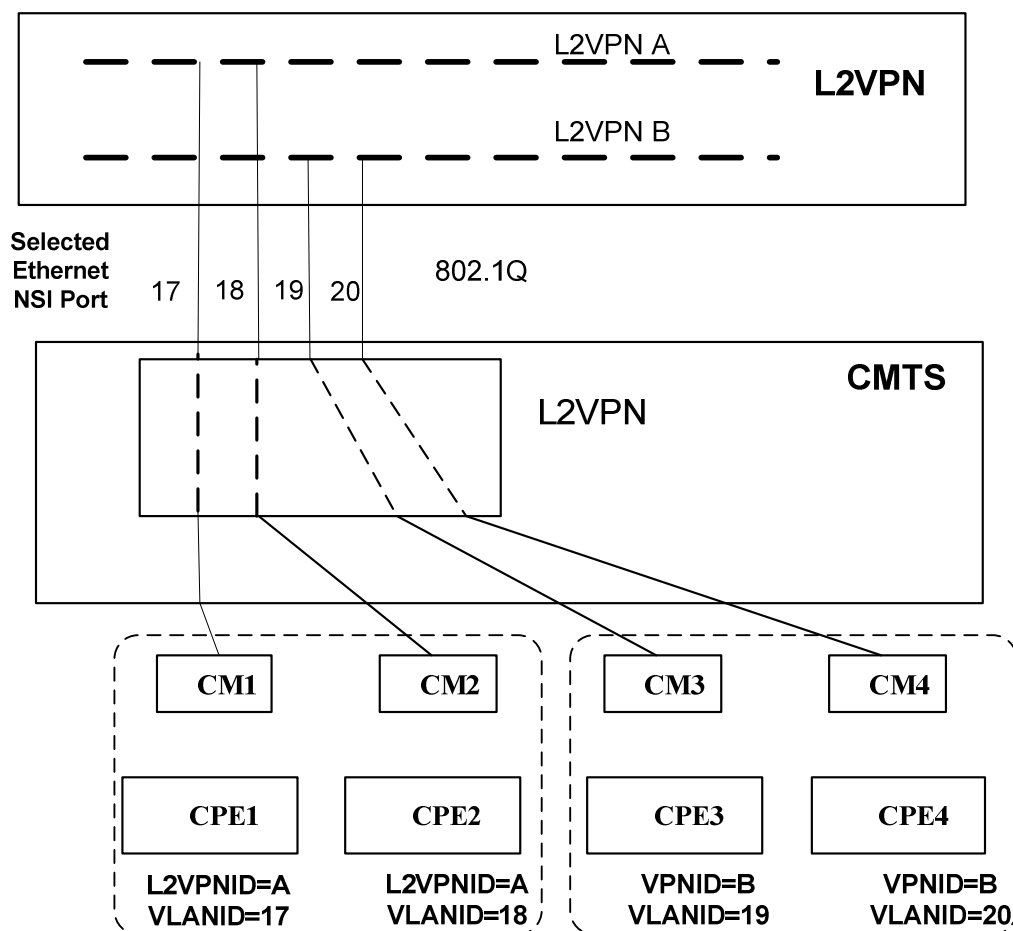 L2VPN A
L2VPN
L2VPN B
Selected
Ethernet
NSI Port
17
18
19
20
802.1Q
CMTS
L2VPN
CM1
CM2
CM3
CM4
CPE1
CPE2
CPE3
CPE4
L2VPNID=A
VLANID=17
L2VPNID=A
VLANID=18
VPNID=B
VLANID=19
VPNID=B
VLANID=20